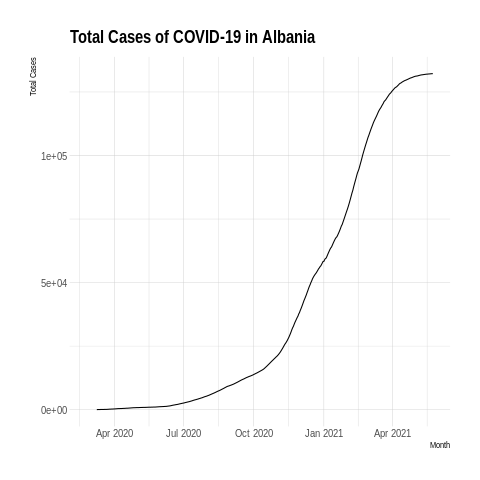 Total Cases of COVID-19 in Albania
Total Cases
1e+05
5e+04
0e+00
Apr 2020 Jul 2020 Oct 2020 Jan 2021 Apr 2021
Month